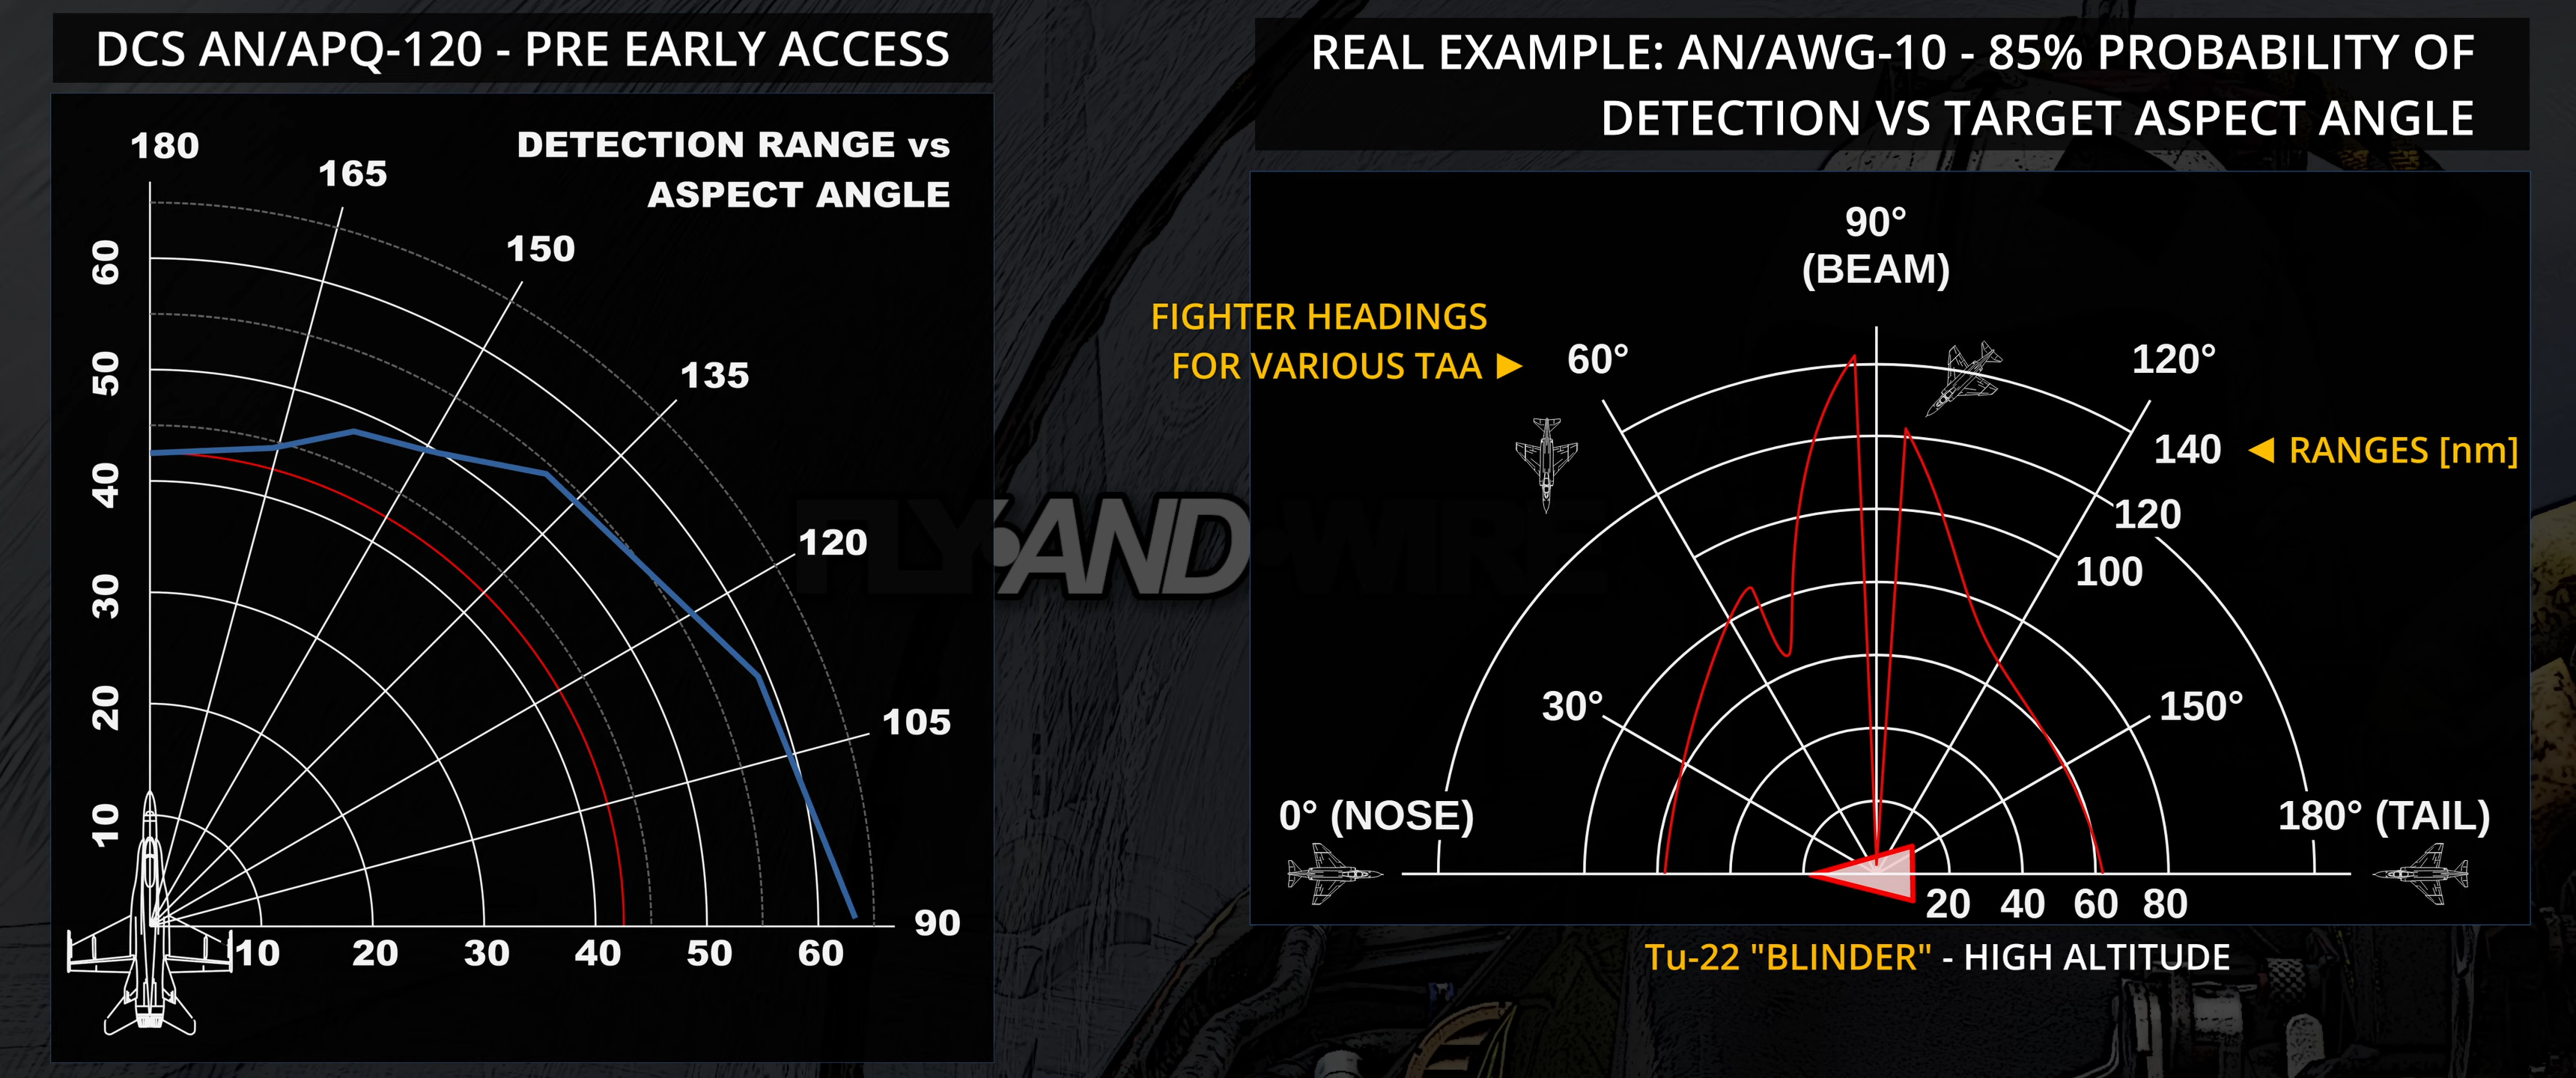 DCS AN/APQ-120 - PRE EARLY ACCESS
DETECTION RANGE vs
ASPECT ANGLE
180
165
150
135
120
105
90
60
50
40
30
20
10
10
20
30
40
50
60
FLY AND WIRE
REAL EXAMPLE: AN/AWG-10 - 85% PROBABILITY OF
DETECTION VS TARGET ASPECT ANGLE
90°
(BEAM)
FIGHTER HEADINGS
FOR VARIOUS TAA ►
60°
120°
140
◄ RANGES [nm]
120
100
30°
150°
0° (NOSE)
180° (TAIL)
20
40
60
80
Tu-22 "BLINDER" - HIGH ALTITUDE